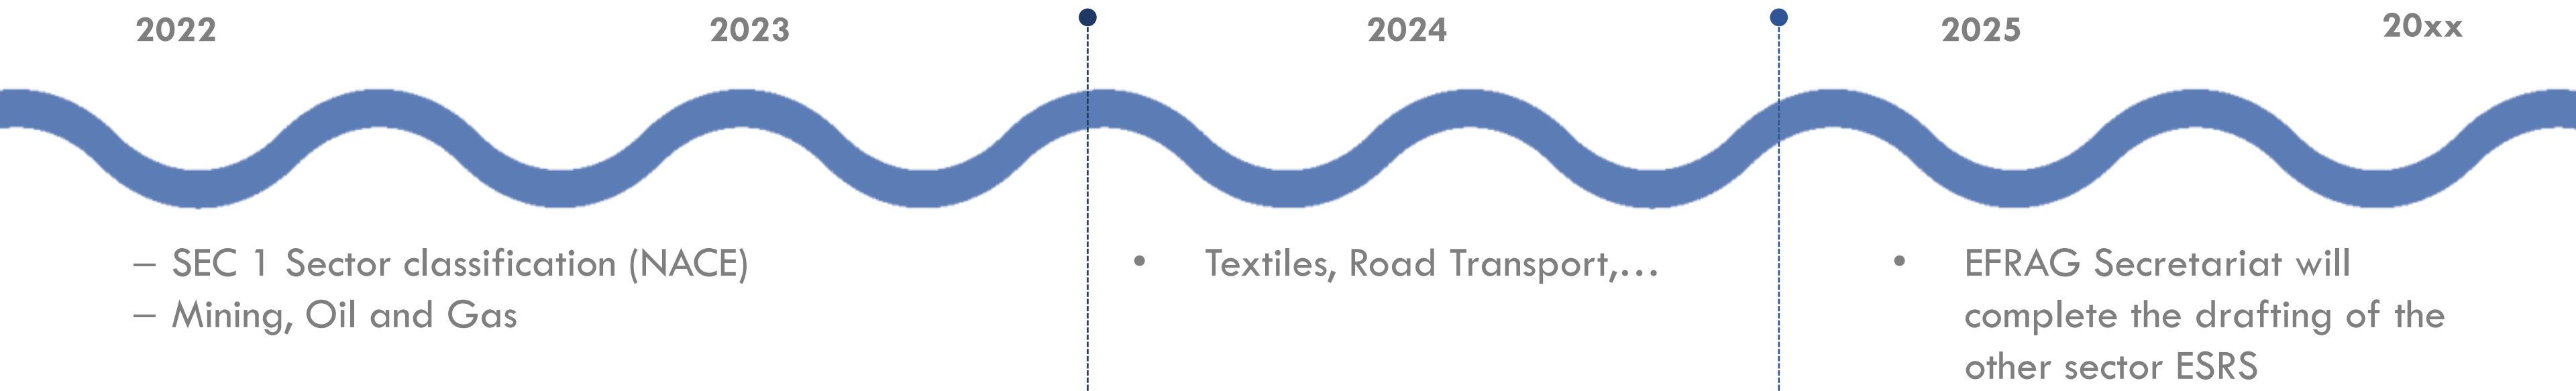 2022
2023
2024
2025
20xx
– SEC 1 Sector classification (NACE)
– Mining, Oil and Gas
• Textiles, Road Transport,...
• EFRAG Secretariat will
complete the drafting of the
other sector ESRS